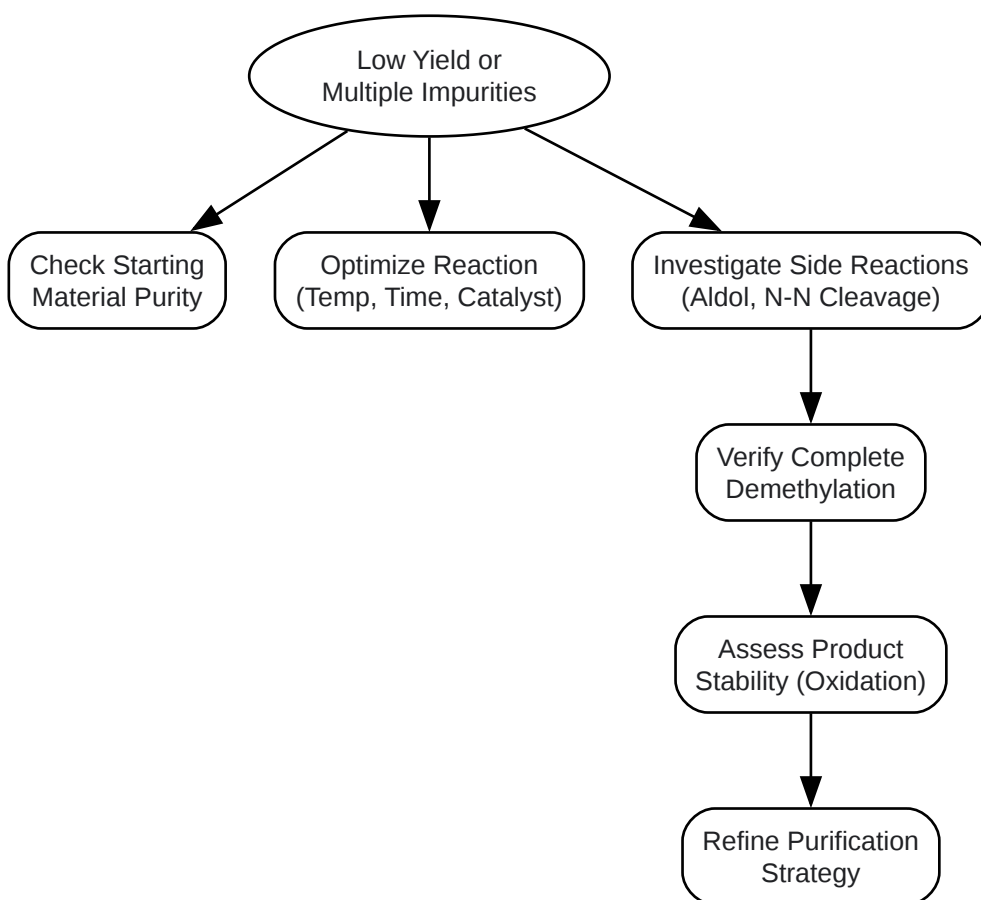 Low Yield or
Multiple Impurities
Check Starting
Material Purity
Optimize Reaction
(Temp, Time, Catalyst)
Investigate Side Reactions
(Aldol, N-N Cleavage)
Verify Complete
Demethylation
Assess Product
Stability (Oxidation)
Refine Purification
Strategy